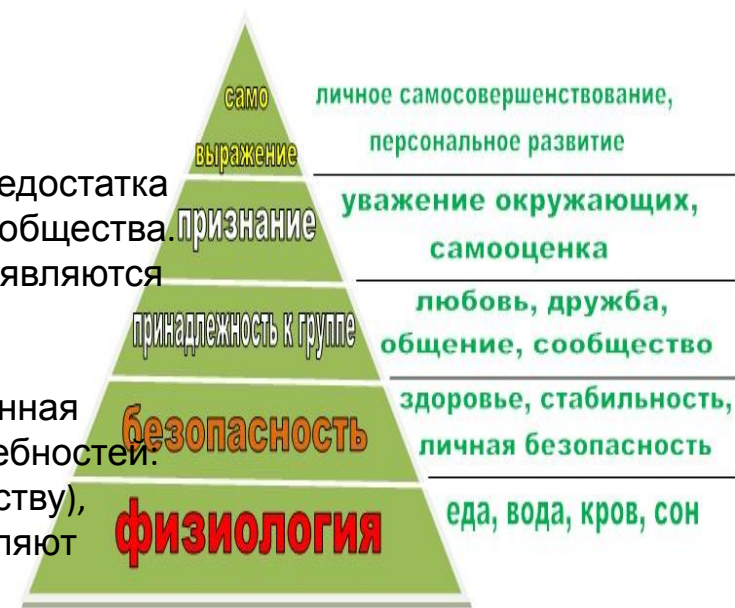 само
выражение
личное самосовершенствование,
персональное развитие
едостатка
общества.
являются
признание
уважение окружающих,
самооценка
принадлежность к группе
любовь, дружба,
общение, сообщество
нная
ебностей:
ству),
ляют
безопасность
здоровье, стабильность,
личная безопасность
физиология
еда, вода, кров, сон